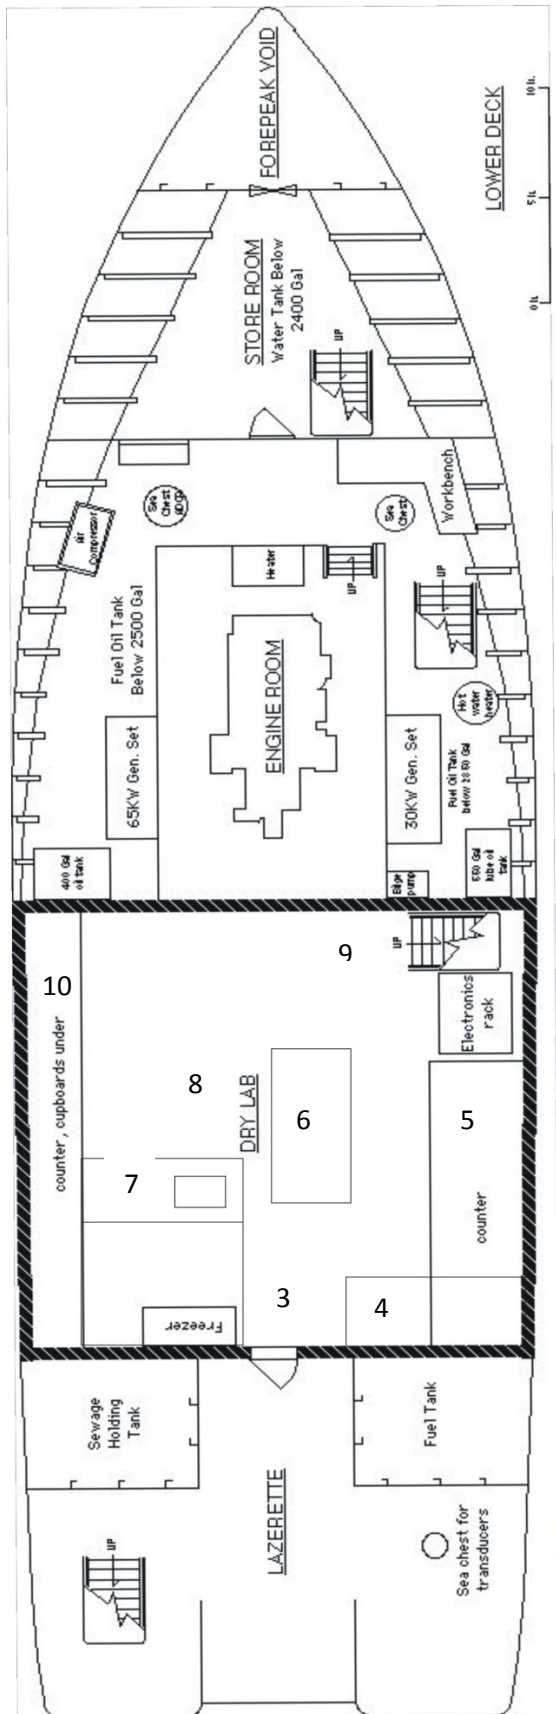 FOREPEAK VOID
LOWER DECK
10 ft.
5 ft.
0 ft.
STORE ROOM
Water Tank Below
2400 Gal
UP
Workbench
Sea
Chest
Sea
Chest
Air
Compressor
Heater
UP
UP
Fuel Oil Tank
Below 2500 Gal
ENGINE ROOM
Hot
water
heater
65KW Gen. Set
30KW Gen. Set
Fuel Oil Tank
400 Gal
oil tank
Bilge
pump
550 Gal
lube oil
tank
9
UP
10
Electronics
rack
counter, cupboards under
8
DRY LAB
6
5
7
counter
3
4
Freezer
Sewage
Holding
Tank
Fuel Tank
LAZERETTE
UP
Sea chest for
transducers